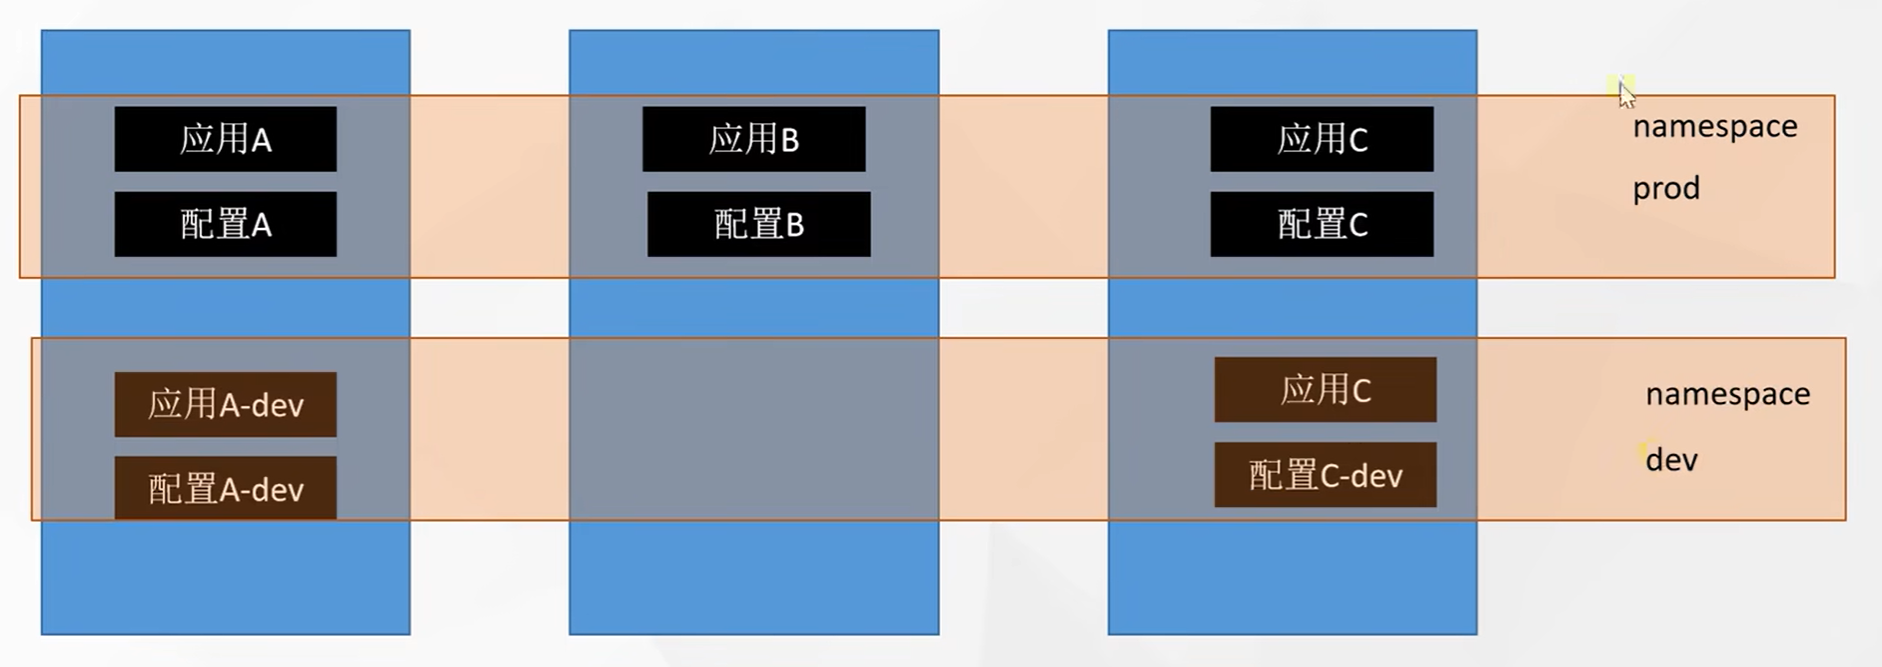 应用A
应用B
应用C
namespace
prod
配置A
配置B
配置C
应用A-dev
应用C
namespace
dev
配置A-dev
配置C-dev